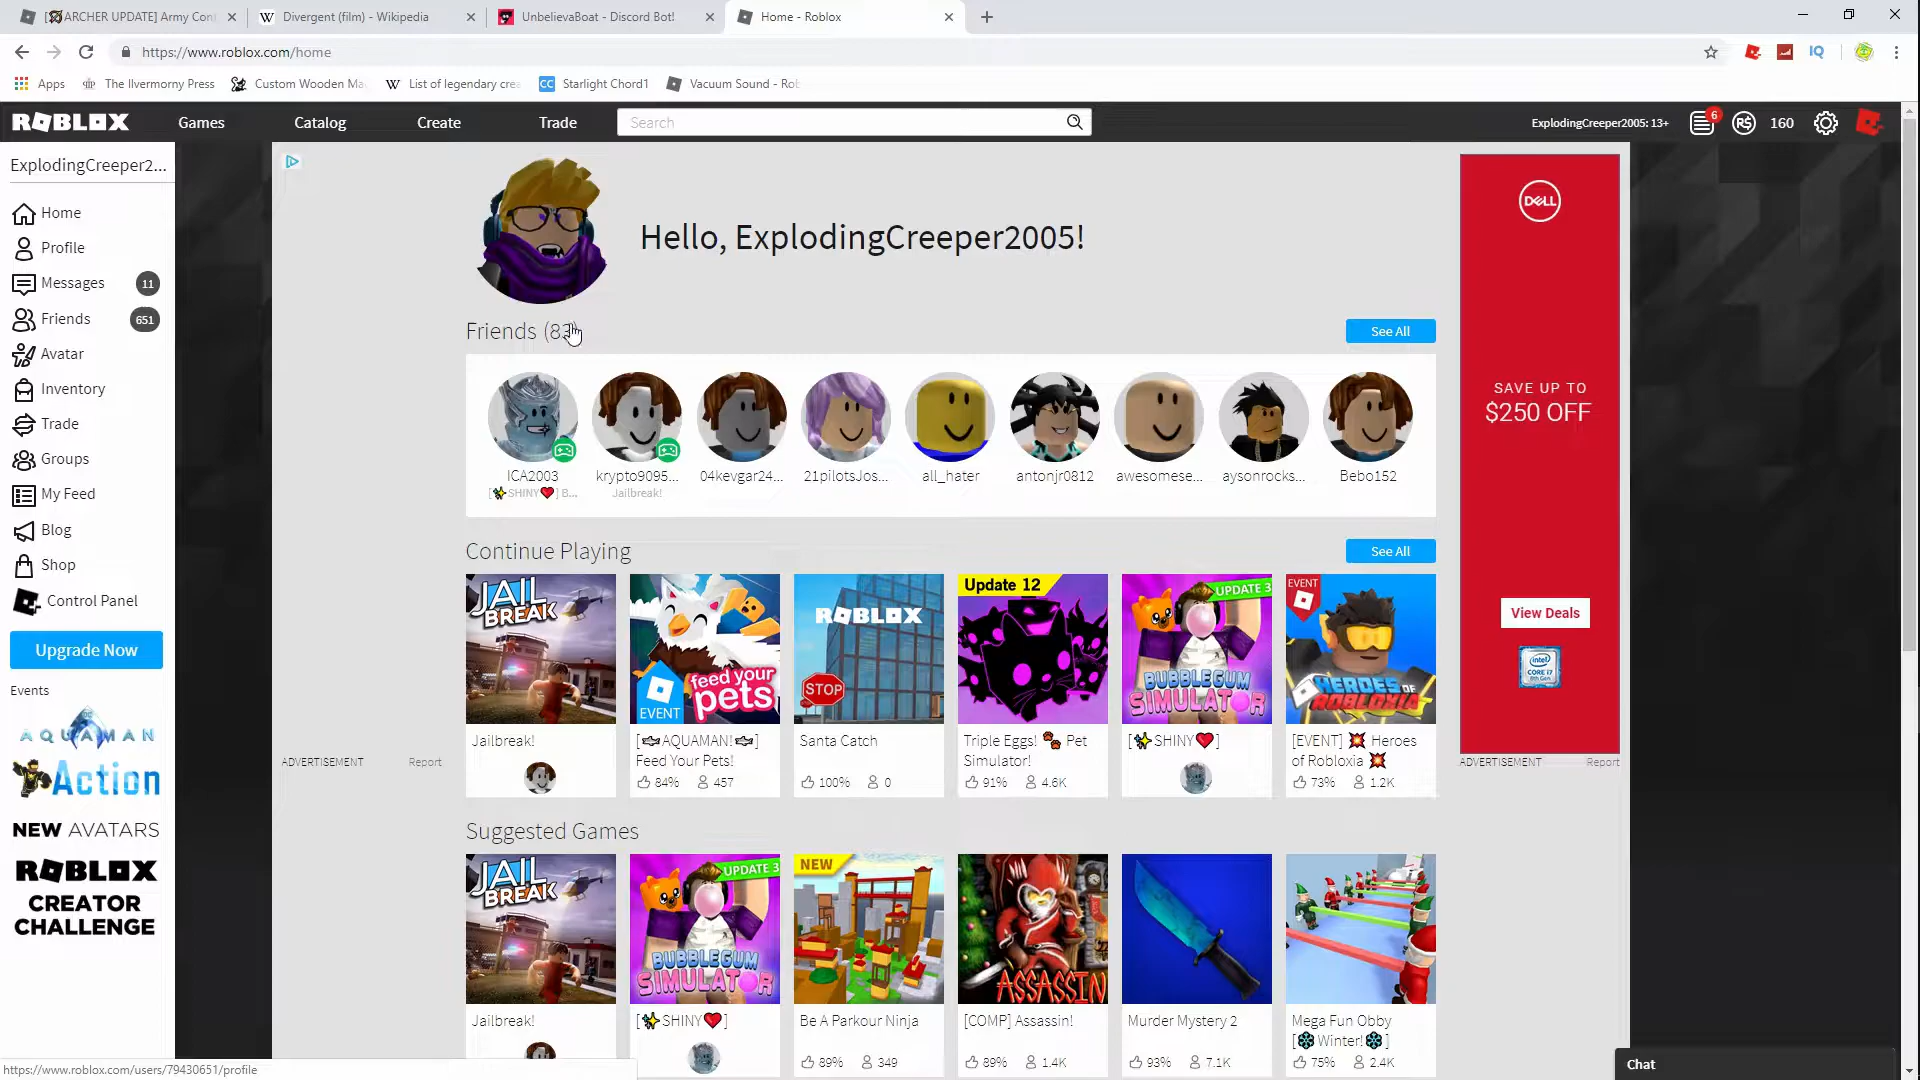 [ARCHER UPDATE] Army Con
Divergent (film) - Wikipedia
UnbelievaBoat - Discord Bot!
Home - Roblox
https://www.roblox.com/home
Apps
The Ilvermorny Press
Custom Wooden Ma
List of legendary crea
Starlight Chord1
Vacuum Sound - Rob
ROBLOX
Games
Catalog
Create
Trade
Search
ExplodingCreeper2005: 13+
6
160
ExplodingCreeper2...
Home
Profile
Messages
11
Friends
651
Avatar
Inventory
Trade
Groups
My Feed
Blog
Shop
Control Panel
Upgrade Now
Events
AQUAMAN
Action
NEW AVATARS
ROBLOX
CREATOR
CHALLENGE
ADVERTISEMENT
Report
Hello, ExplodingCreeper2005!
Friends
See All
ICA2003
[✨SHINY❤️] B...
krypto9095...
Jailbreak!
04kevgar24...
21pilotsJos...
all_hater
antonjr0812
awesomese...
aysonrocks...
Bebo152
Continue Playing
See All
JAIL
BREAK
Jailbreak!
EVENT
feed your
pets
[🦈AQUAMAN!🦈]
Feed Your Pets!
84%
457
ROBLOX
STOP
Santa Catch
100%
0
Update 12
Triple Eggs! 🐾 Pet
Simulator!
91%
4.6K
UPDATE 3
BUBBLEGUM
SIMULATOR
[✨SHINY❤️]
EVENT
HEROES OF
ROBLOXIA
[EVENT] 💥 Heroes
of Robloxia 💥
73%
1.2K
Suggested Games
JAIL
BREAK
Jailbreak!
UPDATE 3
BUBBLEGUM
SIMULATOR
[✨SHINY❤️]
NEW
Be A Parkour Ninja
89%
349
ASSASSIN
[COMP] Assassin!
89%
1.4K
Murder Mystery 2
93%
7.1K
Mega Fun Obby
[❄️Winter!❄️]
75%
2.4K
DELL
SAVE UP TO
$250 OFF
View Deals
intel
CORE i7
8th Gen
ADVERTISEMENT
Report
Chat
https://www.roblox.com/users/79430651/profile